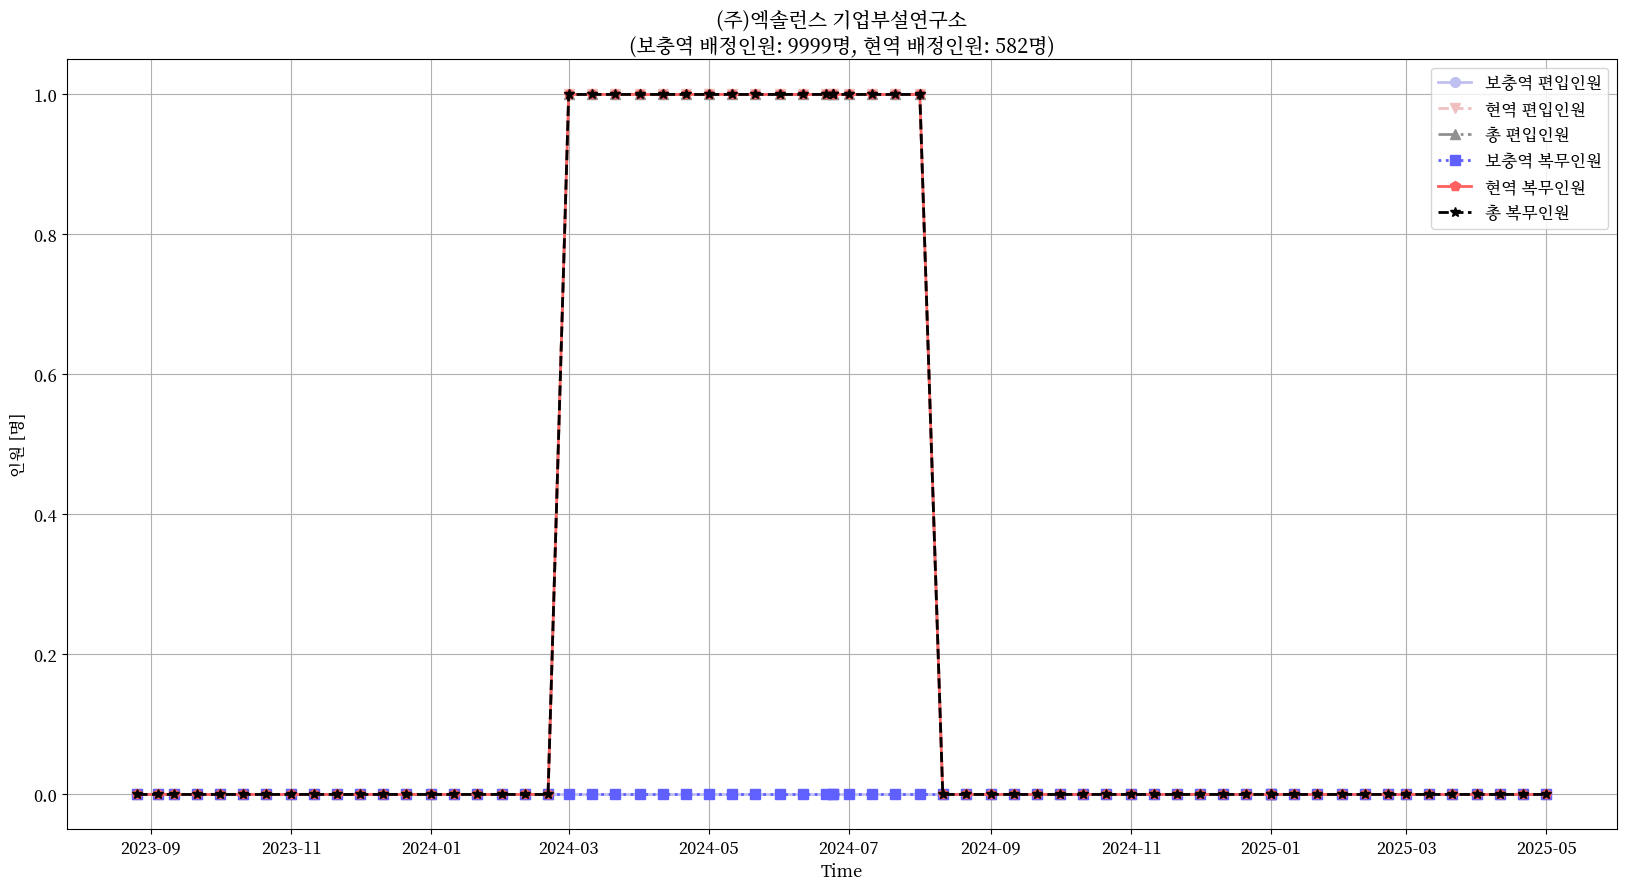 (주)엑솔런스 기업부설연구소
(보충역 배정인원: 9999명, 현역 배정인원: 582명)
보충역 편입인원
현역 편입인원
총 편입인원
보충역 복무인원
현역 복무인원
총 복무인원
인원 [명]
1.0
0.8
0.6
0.4
0.2
0.0
2023-09 2023-11 2024-01 2024-03 2024-05 2024-07 2024-09 2024-11 2025-01 2025-03 2025-05
Time